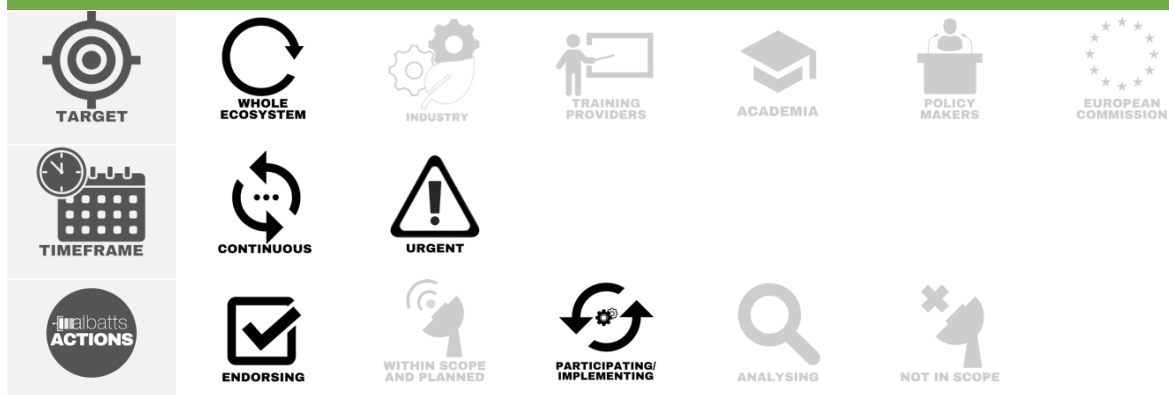 TARGET
WHOLE
ECOSYSTEM
INDUSTRY
TRAINING
PROVIDERS
ACADEMIA
POLICY
MAKERS
EUROPEAN
COMMISSION
TIMEFRAME
CONTINUOUS
URGENT
albatts
ACTIONS
ENDORSING
WITHIN SCOPE
AND PLANNED
PARTICIPATING/
IMPLEMENTING
ANALYSING
NOT IN SCOPE